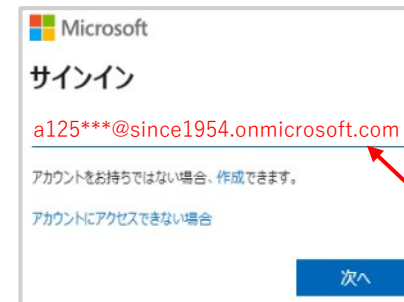 Microsoft
サインイン
a125***@since1954.onmicrosoft.com
アカウントをお持ちではない場合、作成できます。
アカウントにアクセスできない場合
次へ